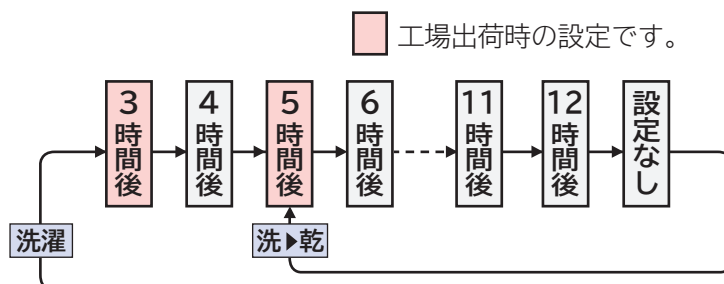 工場出荷時の設定です。
3時間後
4時間後
5時間後
6時間後
11時間後
12時間後
設定なし
洗濯
洗▶乾